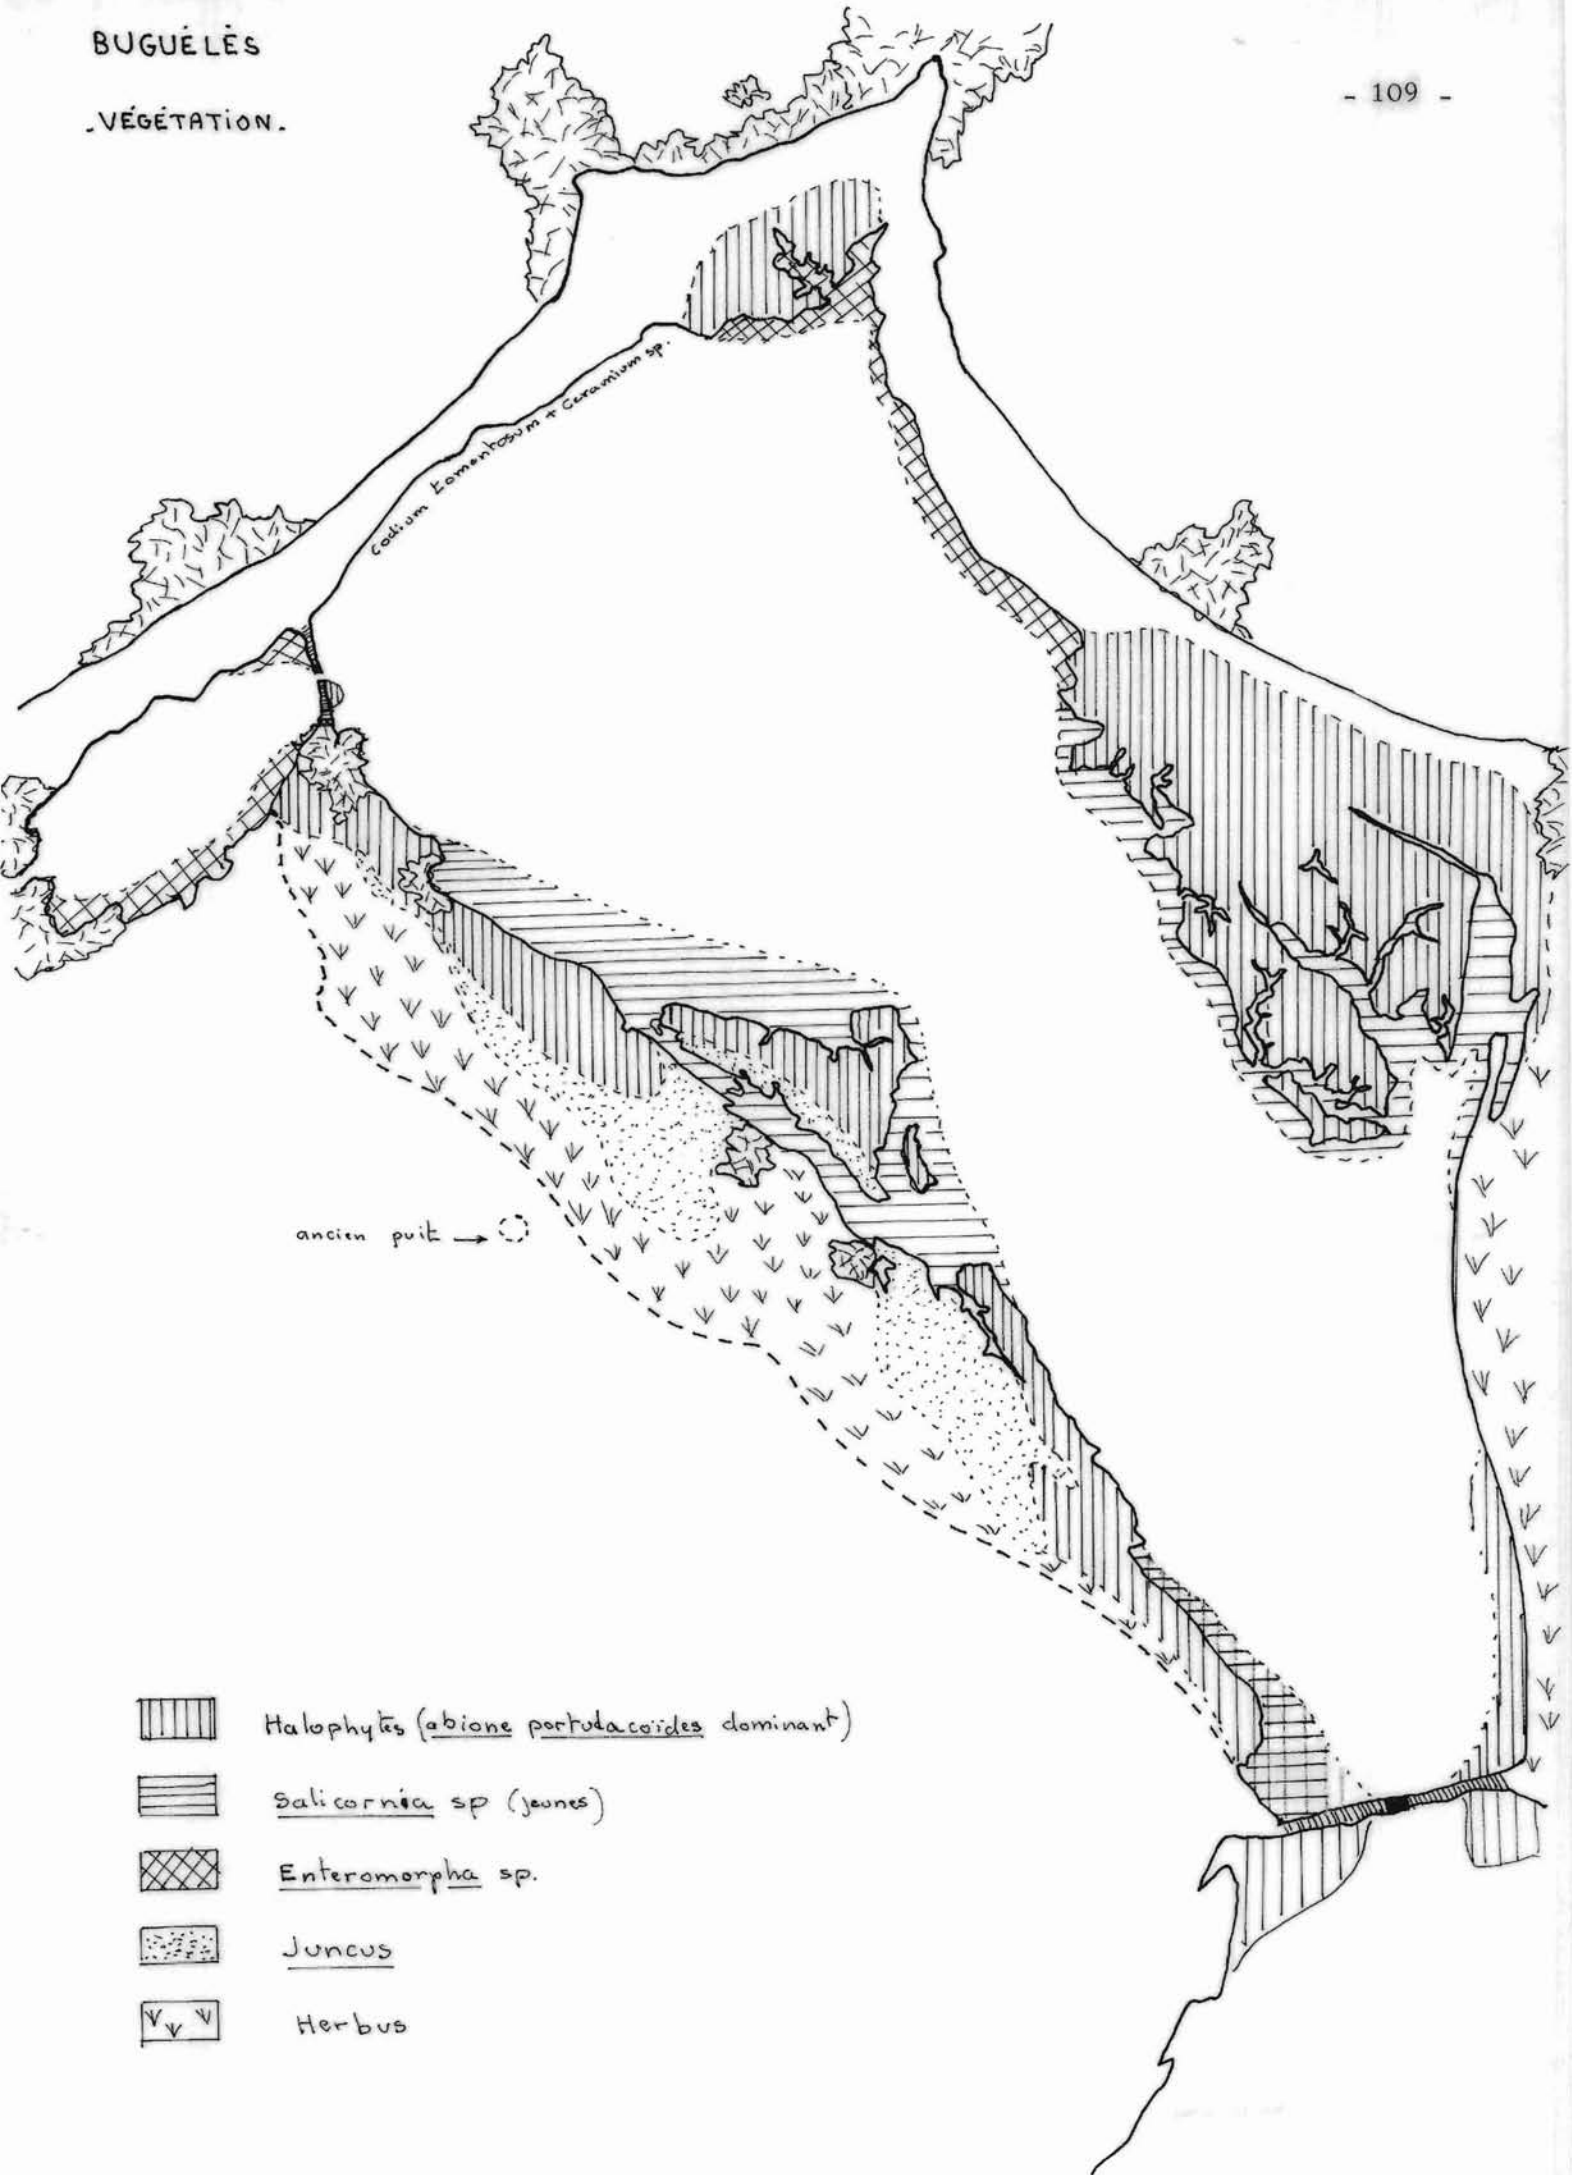 BUGUÉLÈS
- 109 -
.VÉGÉTATION.
Codium tomentosum + Ceramium sp.
ancien puit →
Halophytes (abione portulacoïdes dominant)
Salicornia sp (jeunes)
Enteromorpha sp.
Juncus
Herbus